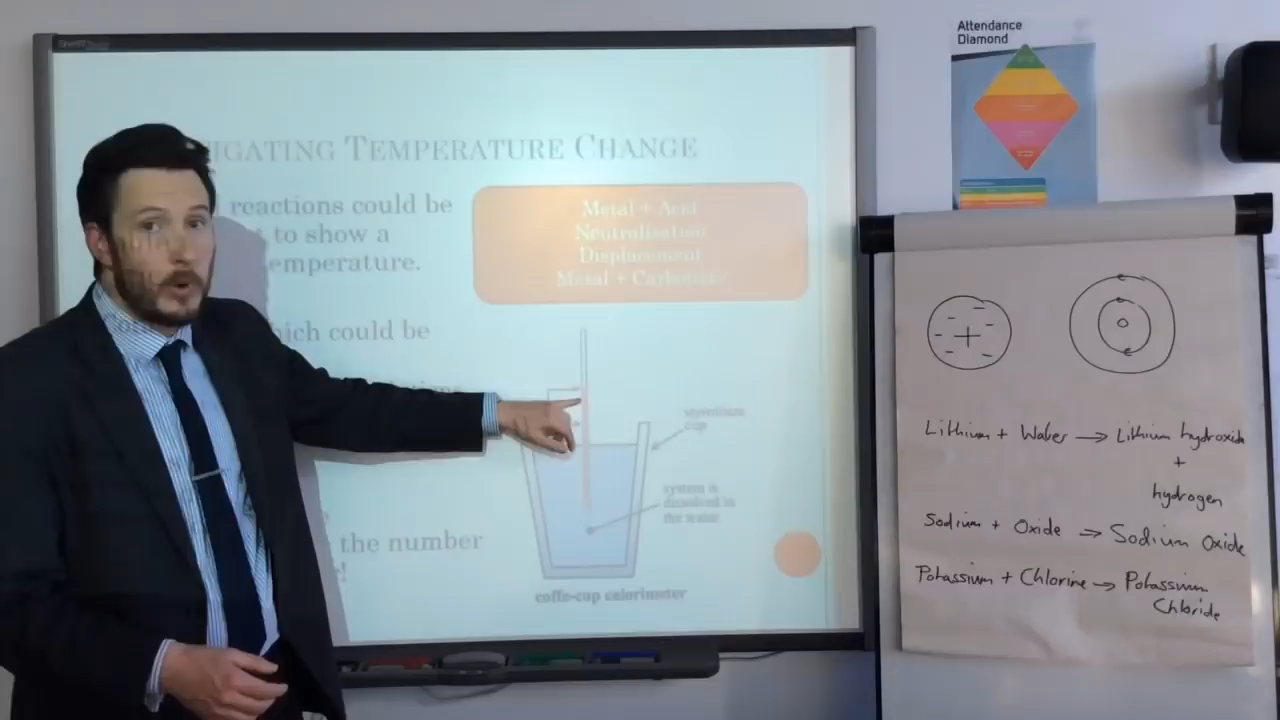 IGATING TEMPERATURE CHANGE
reactions could be
to show a
emperature.
ich could be
the number
Metal + Acid
Neutralisation
Displacement
Metal + Carbonate
styrofoam
cup
system is
dissolved in
the water
coffe-cup calorimeter
Attendance
Diamond
Lithium + Water → Lithium hydroxide
+
hydrogen
Sodium + Oxide → Sodium Oxide
Potassium + Chlorine → Potassium
Chloride